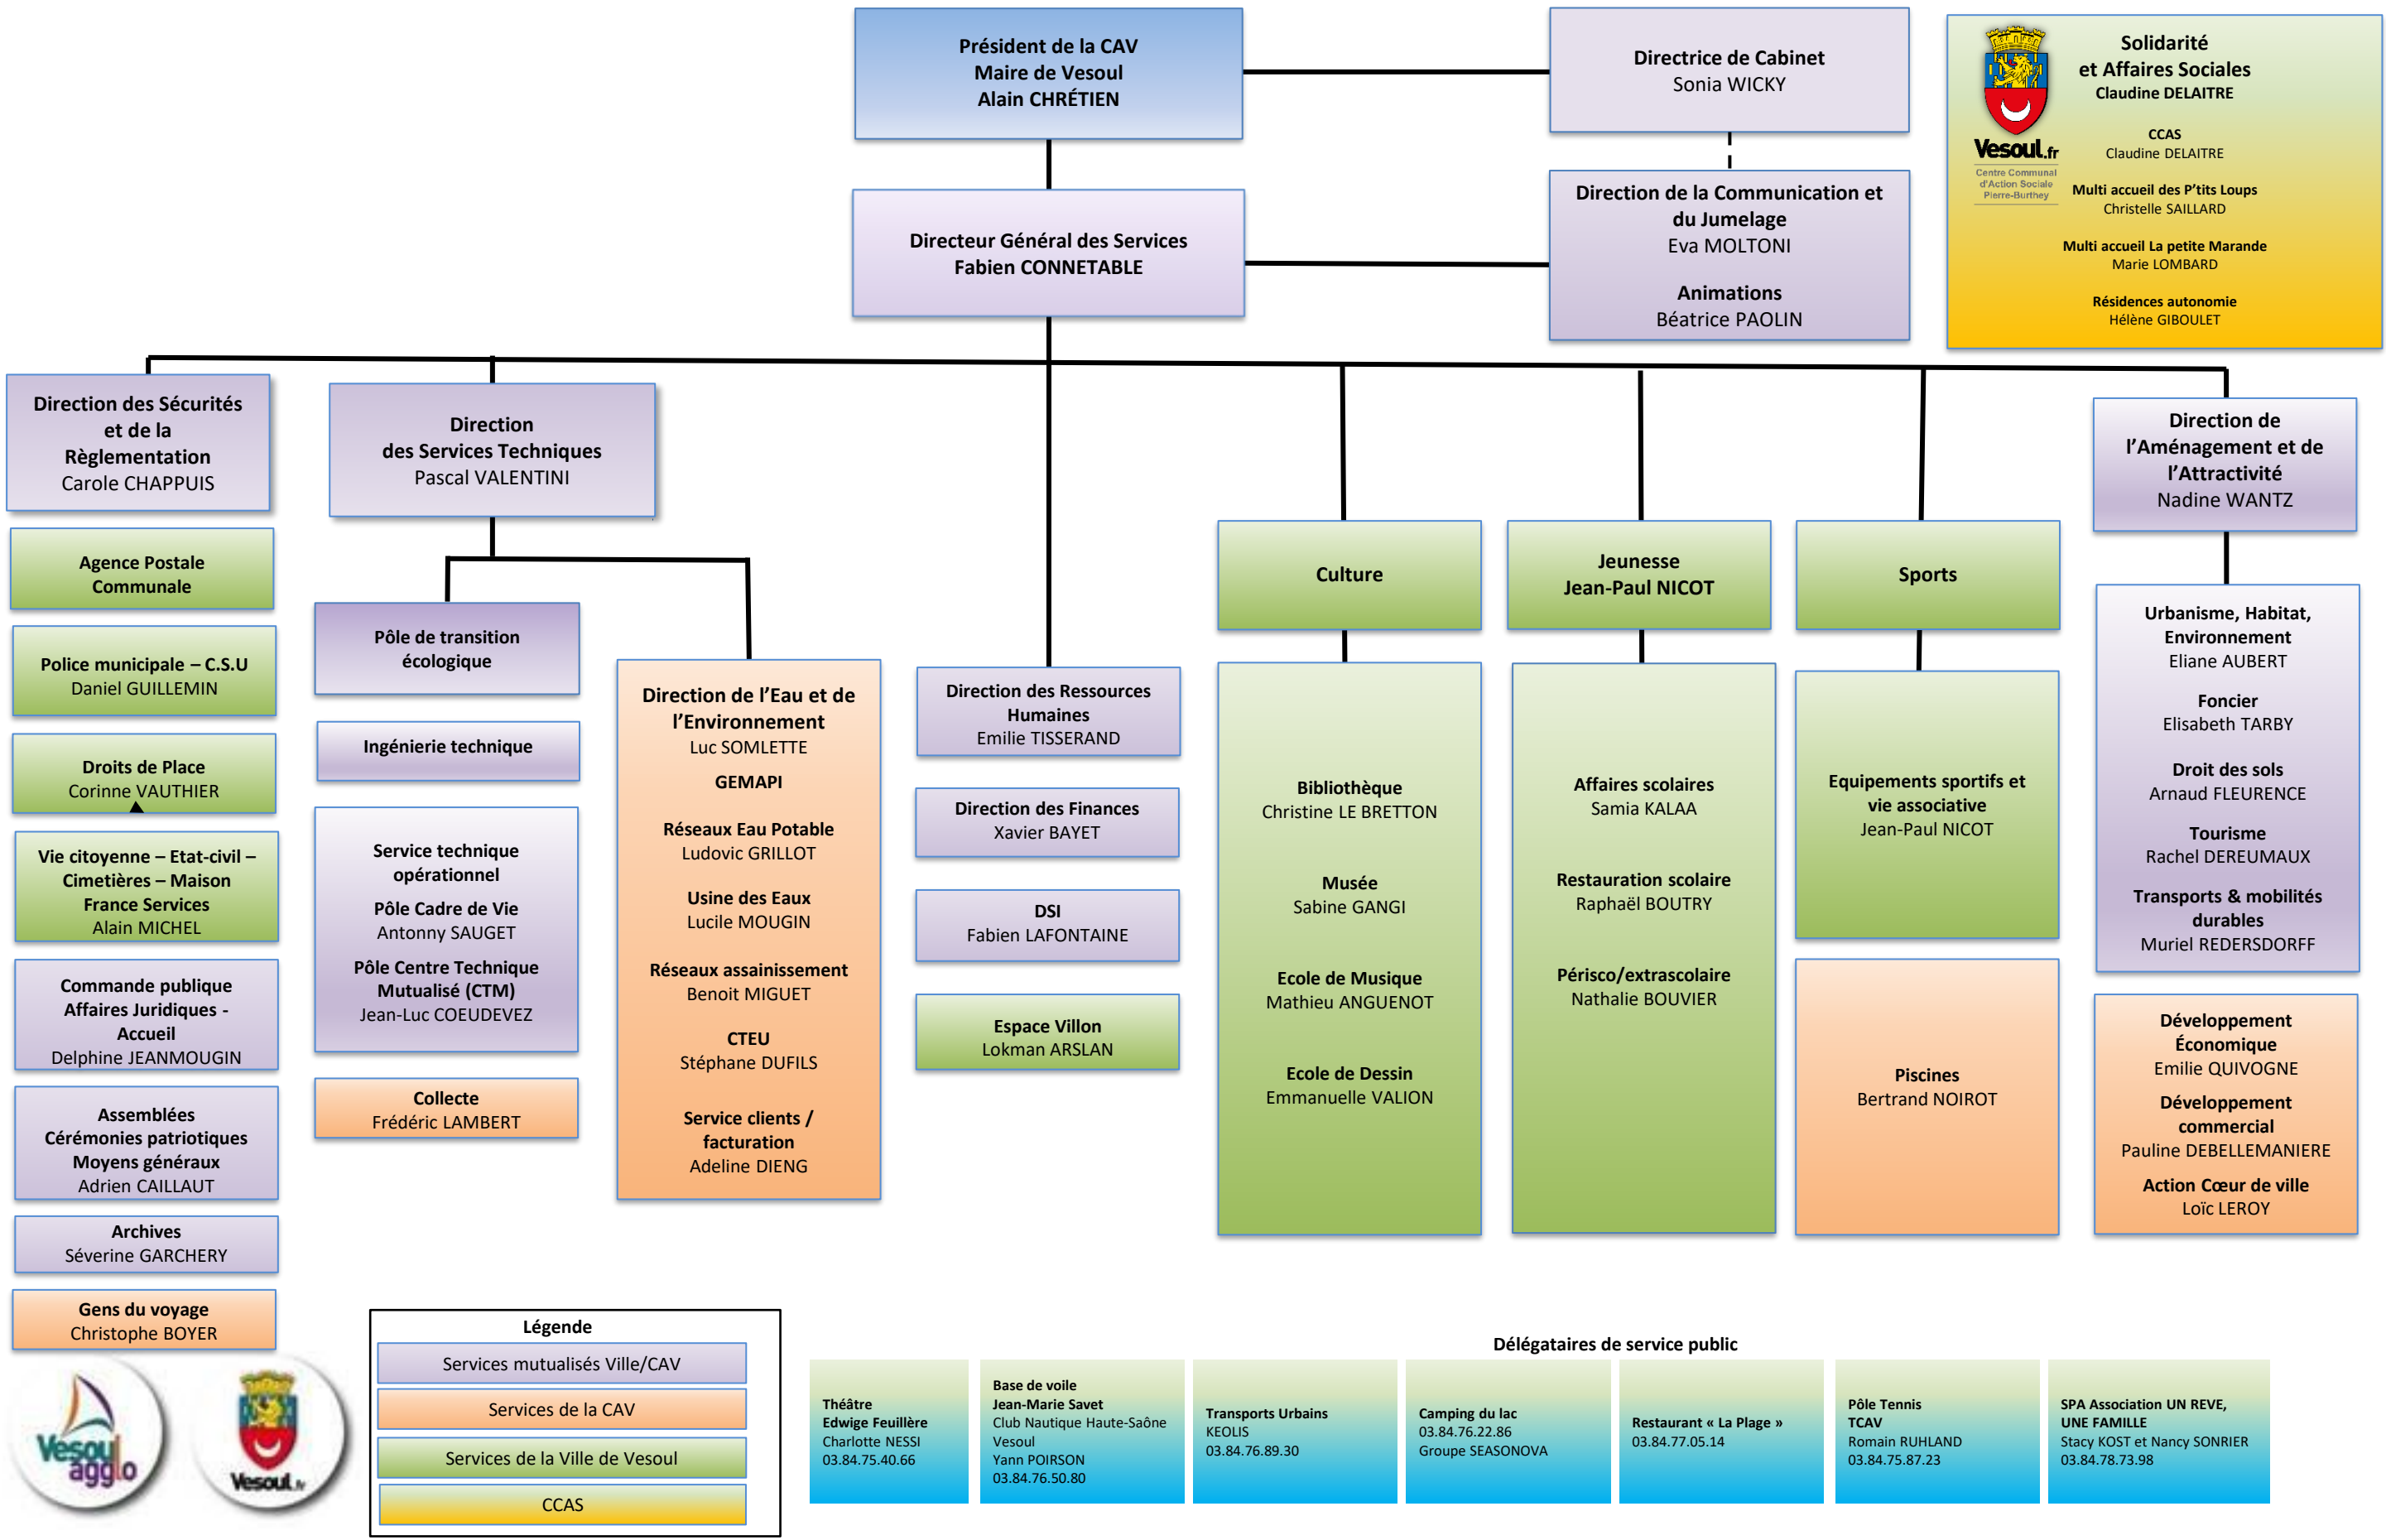 Président de la CAV
Maire de Vesoul
Alain CHRÉTIEN
Directrice de Cabinet
Sonia WICKY
Solidarité
et Affaires Sociales
Claudine DELAITRE
CCAS
Claudine DELAITRE
Multi accueil des P'tits Loups
Christelle SAILLARD
Multi accueil La petite Marande
Marie LOMBARD
Résidences autonomie
Hélène GIBOULET
Vesoul.fr
Centre Communal
d'Action Sociale
Pierre-Burthey
Directeur Général des Services
Fabien CONNETABLE
Direction de la Communication et
du Jumelage
Eva MOLTONI
Animations
Béatrice PAOLIN
Direction des Sécurités
et de la
Règlementation
Carole CHAPPUIS
Agence Postale
Communale
Police municipale – C.S.U
Daniel GUILLEMIN
Droits de Place
Corinne VAUTHIER
Vie citoyenne – Etat-civil –
Cimetières – Maison
France Services
Alain MICHEL
Commande publique
Affaires Juridiques -
Accueil
Delphine JEANMOUGIN
Assemblées
Cérémonies patriotiques
Moyens généraux
Adrien CAILLAUT
Archives
Séverine GARCHERY
Gens du voyage
Christophe BOYER
Direction
des Services Techniques
Pascal VALENTINI
Pôle de transition
écologique
Ingénierie technique
Service technique
opérationnel
Pôle Cadre de Vie
Antonny SAUGET
Pôle Centre Technique
Mutualisé (CTM)
Jean-Luc COEUDEVEZ
Collecte
Frédéric LAMBERT
Direction de l'Eau et de
l'Environnement
Luc SOMLETTE
GEMAPI
Réseaux Eau Potable
Ludovic GRILLOT
Usine des Eaux
Lucile MOUGIN
Réseaux assainissement
Benoit MIGUET
CTEU
Stéphane DUFILS
Service clients /
facturation
Adeline DIENG
Direction des Ressources
Humaines
Emilie TISSERAND
Direction des Finances
Xavier BAYET
DSI
Fabien LAFONTAINE
Espace Villon
Lokman ARSLAN
Culture
Bibliothèque
Christine LE BRETTON
Musée
Sabine GANGI
Ecole de Musique
Mathieu ANGUENOT
Ecole de Dessin
Emmanuelle VALION
Jeunesse
Jean-Paul NICOT
Affaires scolaires
Samia KALAA
Restauration scolaire
Raphaël BOUTRY
Périsco/extrascolaire
Nathalie BOUVIER
Sports
Equipements sportifs et
vie associative
Jean-Paul NICOT
Piscines
Bertrand NOIROT
Direction de
l'Aménagement et de
l'Attractivité
Nadine WANTZ
Urbanisme, Habitat,
Environnement
Eliane AUBERT
Foncier
Elisabeth TARBY
Droit des sols
Arnaud FLEURENCE
Tourisme
Rachel DEREUMAUX
Transports & mobilités
durables
Muriel REDERSDORFF
Développement
Économique
Emilie QUIVOGNE
Développement
commercial
Pauline DEBELLEMANIERE
Action Cœur de ville
Loïc LEROY
Vesoul
agglo
Vesoul.fr
Légende
Services mutualisés Ville/CAV
Services de la CAV
Services de la Ville de Vesoul
CCAS
Délégataires de service public
Théâtre
Edwige Feuillère
Charlotte NESSI
03.84.75.40.66
Base de voile
Jean-Marie Savet
Club Nautique Haute-Saône
Vesoul
Yann POIRSON
03.84.76.50.80
Transports Urbains
KEOLIS
03.84.76.89.30
Camping du lac
03.84.76.22.86
Groupe SEASONOVA
Restaurant « La Plage »
03.84.77.05.14
Pôle Tennis
TCAV
Romain RUHLAND
03.84.75.87.23
SPA Association UN REVE,
UNE FAMILLE
Stacy KOST et Nancy SONRIER
03.84.78.73.98